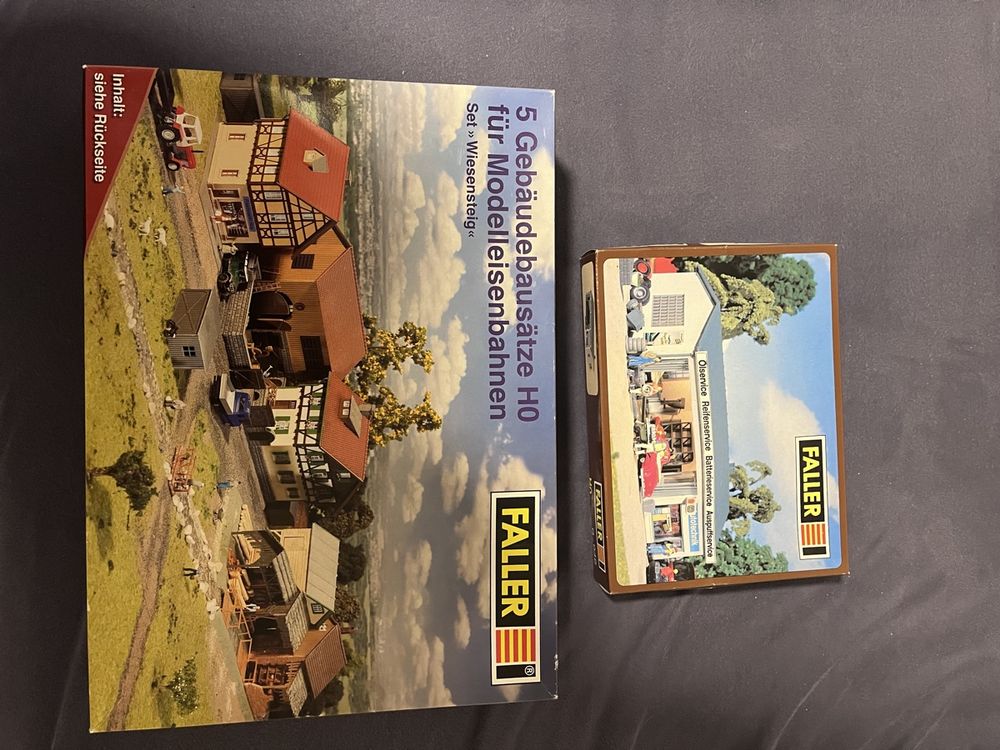 5 Gebäudebausätze H0
für Modelleisenbahnen
Set »Wiesensteig«
Inhalt:
siehe Rückseite
FALLER
®
FALLER
Ölservice Reifenservice Batterieservice Auspuffservice
FALLER